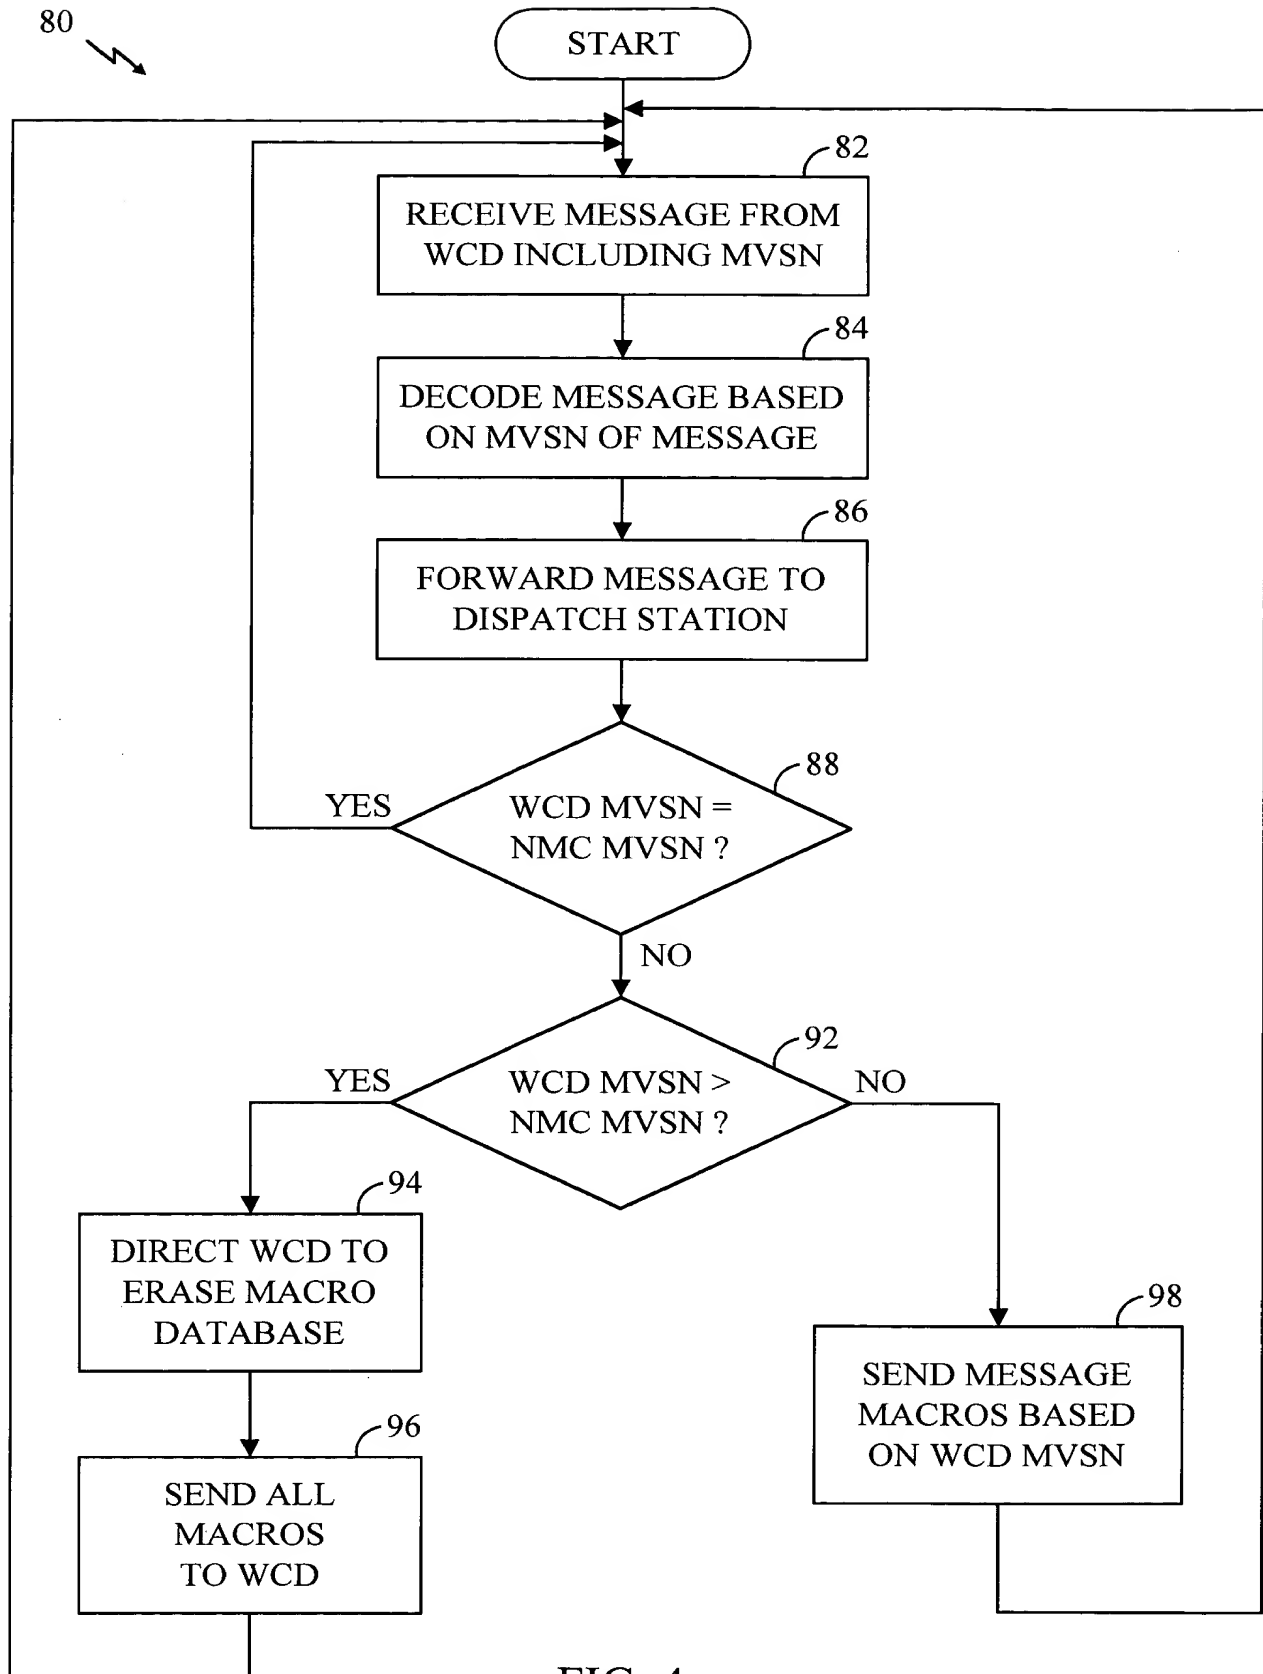 80
START
82
RECEIVE MESSAGE FROM
WCD INCLUDING MVSN
84
DECODE MESSAGE BASED
ON MVSN OF MESSAGE
86
FORWARD MESSAGE TO
DISPATCH STATION
88
YES
WCD MVSN =
NMC MVSN ?
NO
92
YES
WCD MVSN >
NMC MVSN ?
NO
94
DIRECT WCD TO
ERASE MACRO
DATABASE
98
SEND MESSAGE
MACROS BASED
ON WCD MVSN
96
SEND ALL
MACROS
TO WCD
FIG. 4